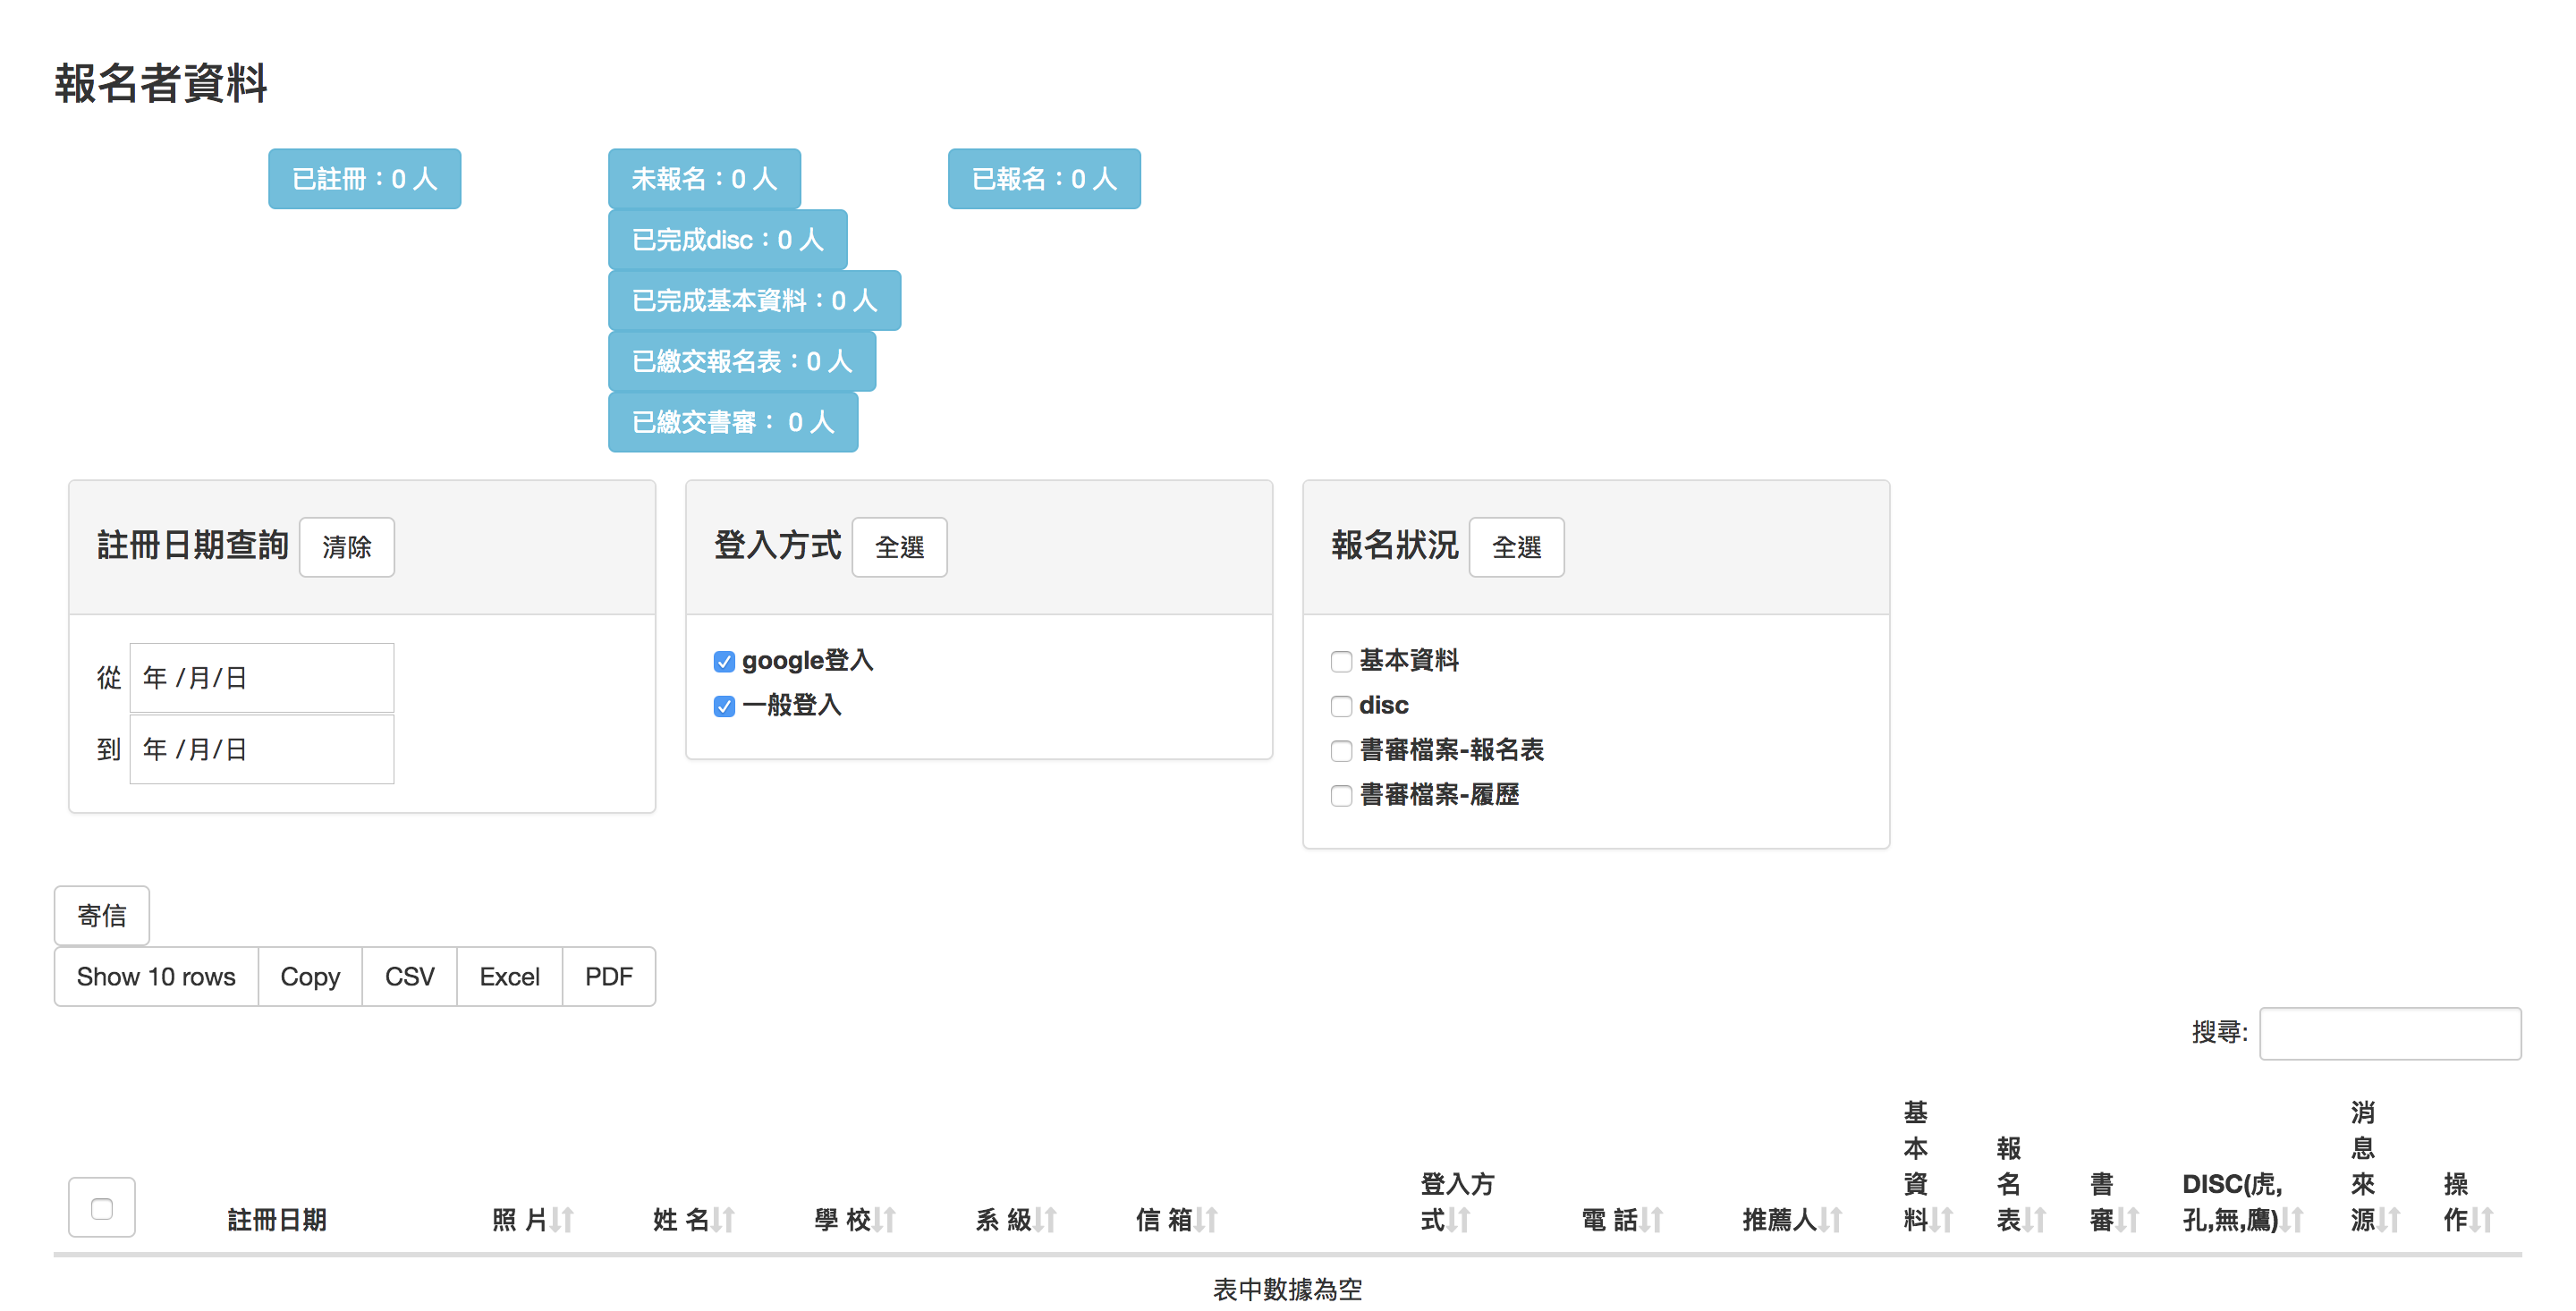 報名者資料
已註冊：0 人
未報名：0 人
已報名：0 人
已完成disc：0 人
已完成基本資料：0 人
已繳交報名表：0 人
已繳交書審： 0 人
註冊日期查詢 清除
從 年 /月/日
到 年 /月/日
登入方式 全選
google登入
一般登入
報名狀況 全選
基本資料
disc
書審檔案-報名表
書審檔案-履歷
寄信
Show 10 rows Copy CSV Excel PDF
搜尋:
註冊日期
照 片
姓 名
學 校
系 級
信 箱
登入方
式
電 話
推薦人
基
本
資
料
報
名
表
書
審
DISC(虎,
孔,無,鷹)
消
息
來
源
操
作
表中數據為空